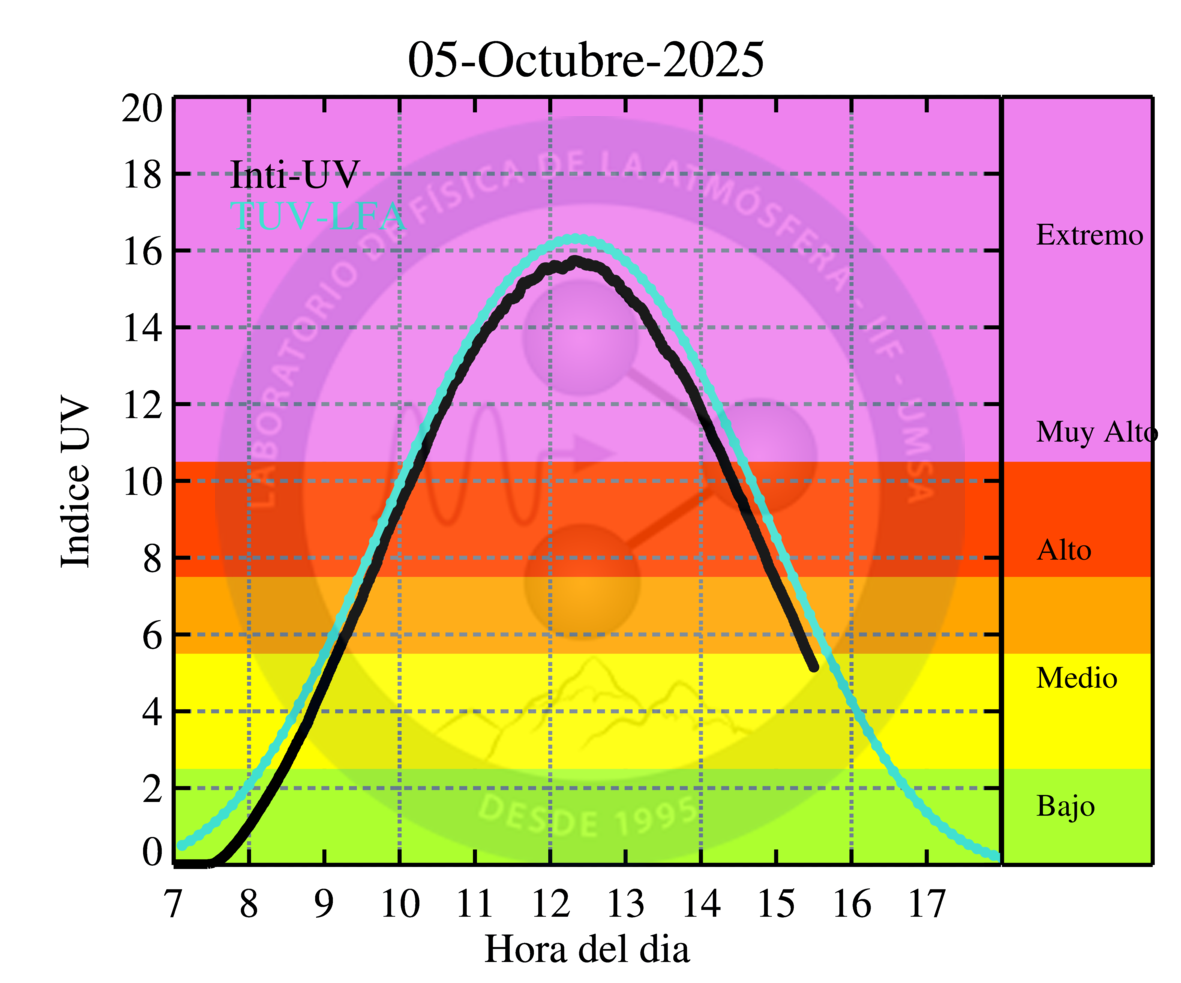 05-Octubre-2025
20
18
16
14
12
10
8
6
4
2
0
Indice UV
Inti-UV
TUV-LFA
LABORATORIO DE FÍSICA DE LA ATMÓSFERA - IIF - UMSA
DESDE 1995
Extremo
Muy Alto
Alto
Medio
Bajo
7 8 9 10 11 12 13 14 15 16 17
Hora del dia